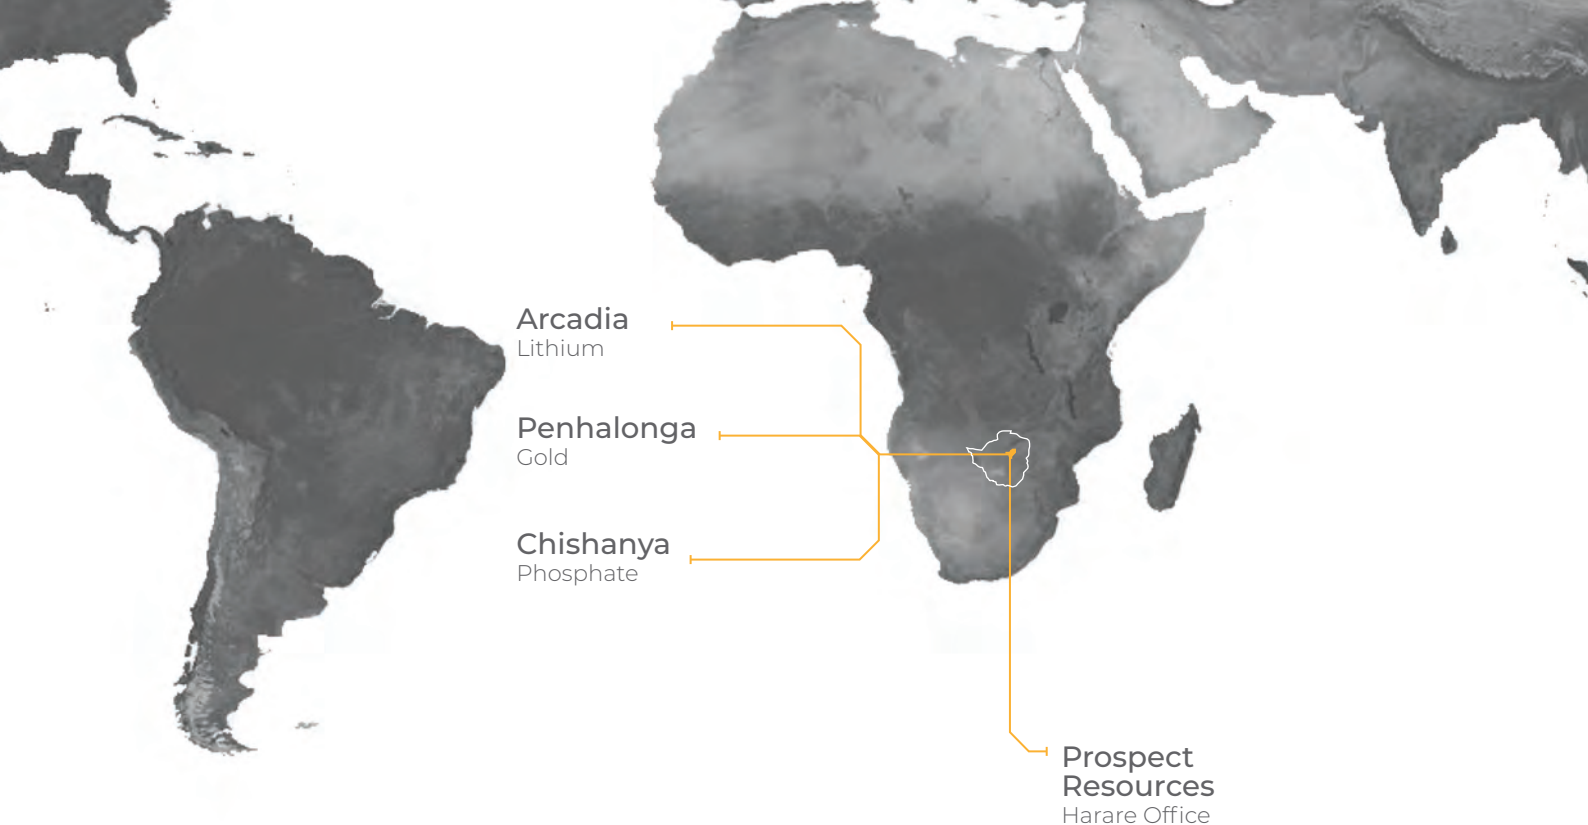 Arcadia
Lithium
Penhalonga
Gold
Chishanya
Phosphate
Prospect
Resources
Harare Office